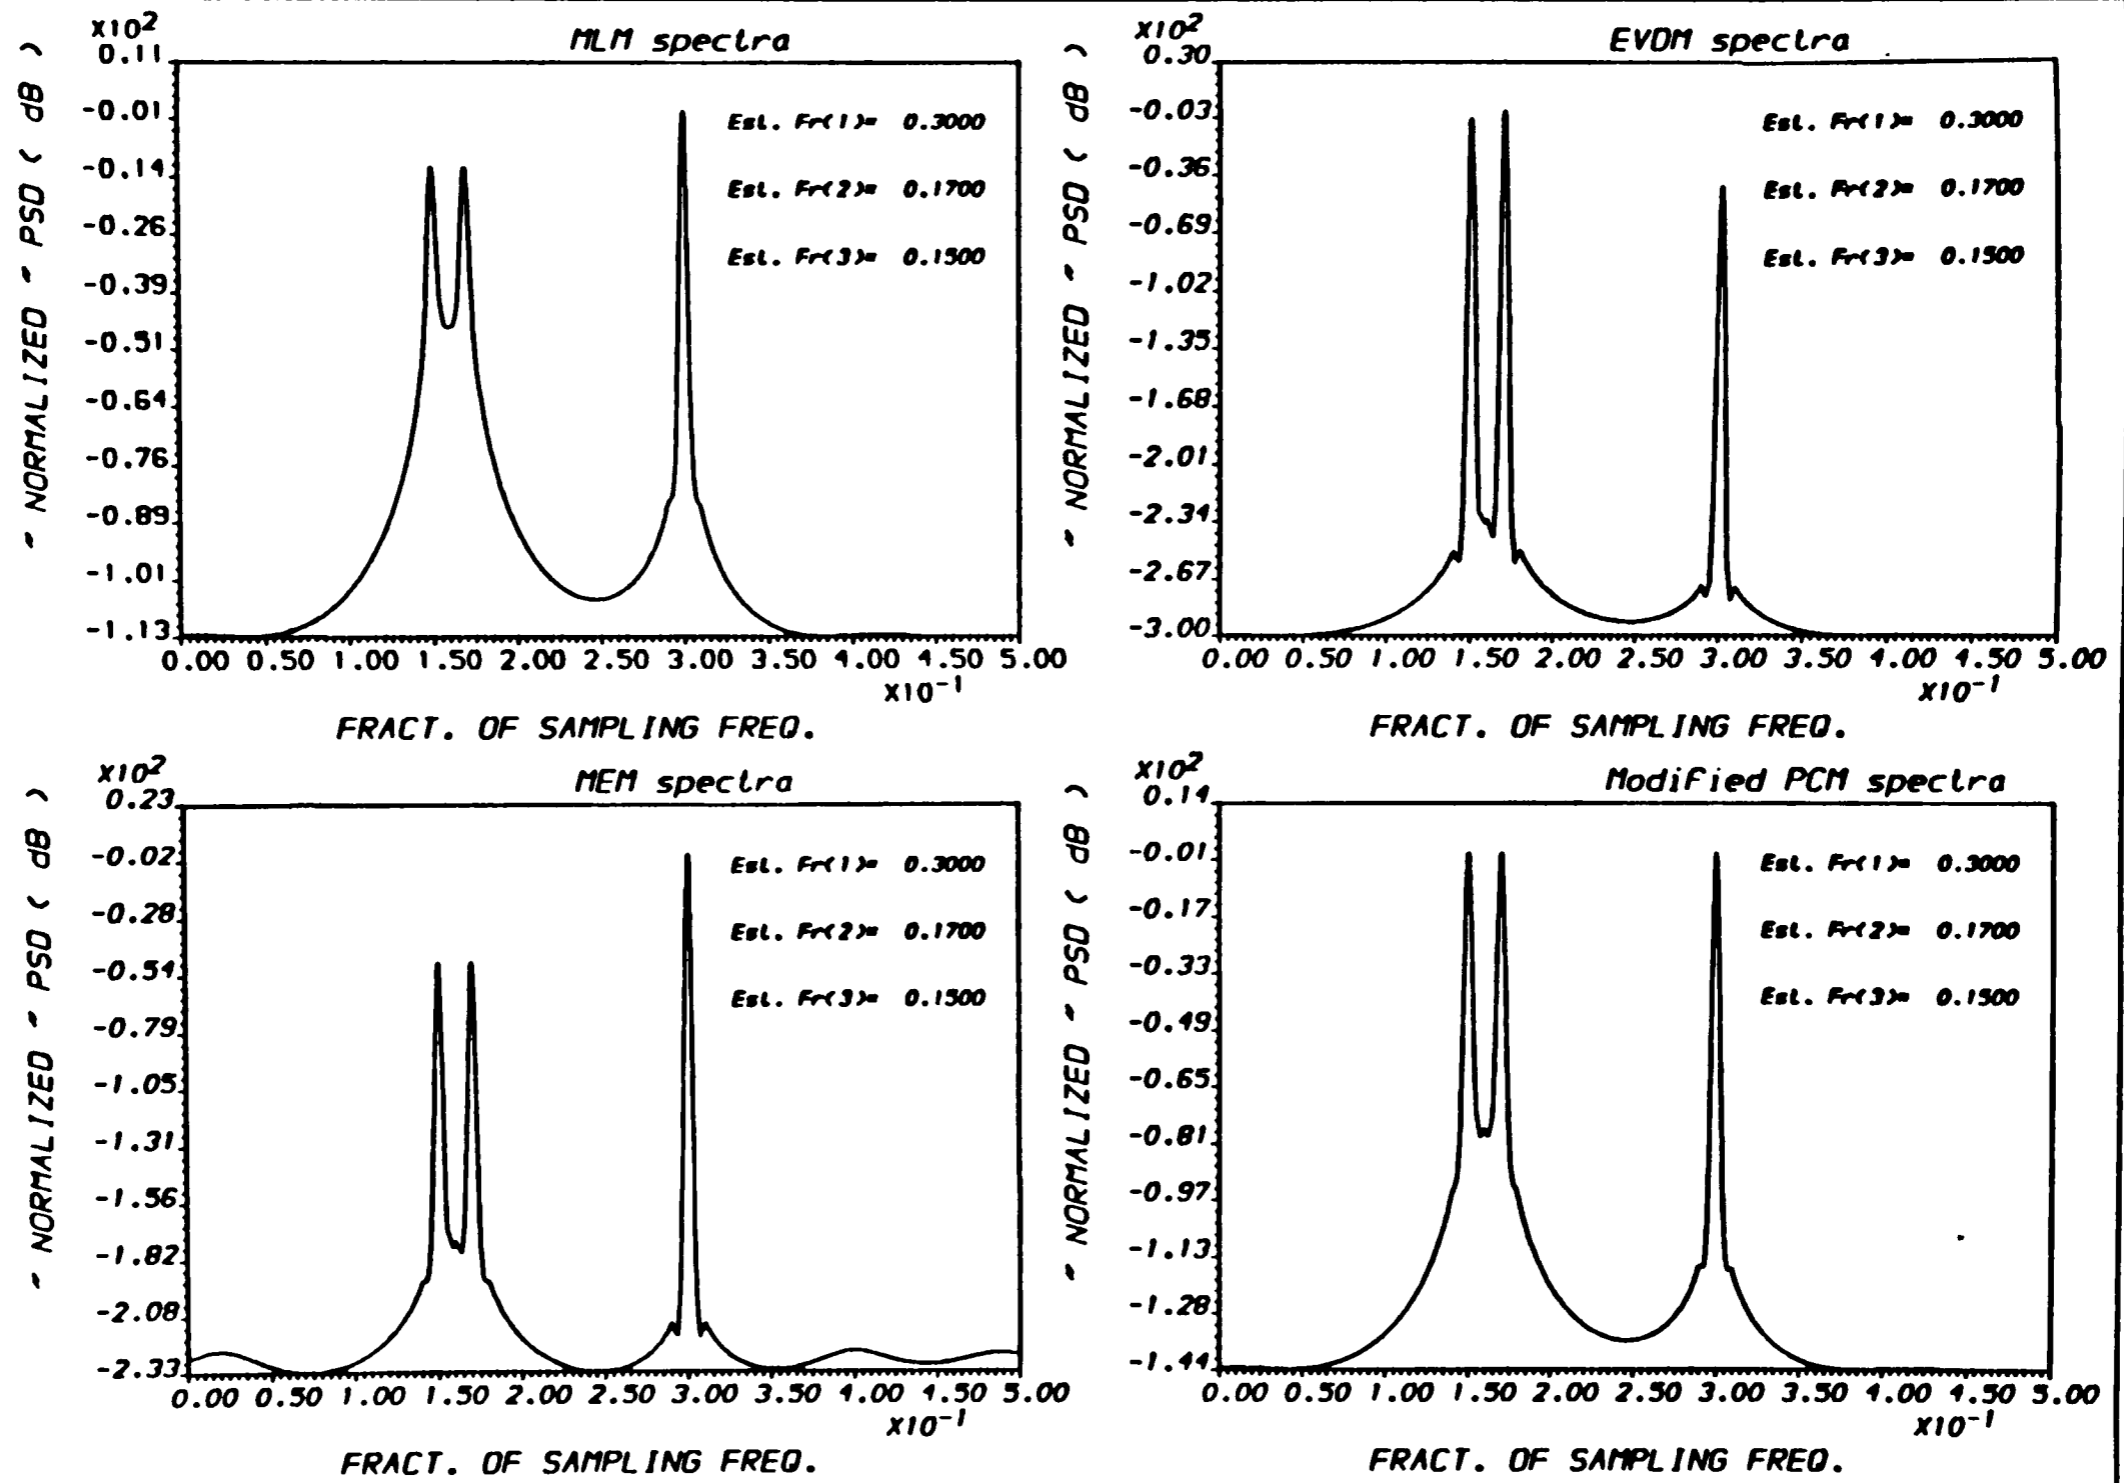 MLM spectra
X10²
0.11
-0.01
-0.14
-0.26
-0.39
-0.51
-0.64
-0.76
-0.89
-1.01
-1.13
" NORMALIZED " PSD ( dB )
Est. Fr(1)= 0.3000
Est. Fr(2)= 0.1700
Est. Fr(3)= 0.1500
0.00 0.50 1.00 1.50 2.00 2.50 3.00 3.50 4.00 4.50 5.00
X10⁻¹
FRACT. OF SAMPLING FREQ.
EVDM spectra
X10²
0.30
-0.03
-0.36
-0.69
-1.02
-1.35
-1.68
-2.01
-2.34
-2.67
-3.00
" NORMALIZED " PSD ( dB )
Est. Fr(1)= 0.3000
Est. Fr(2)= 0.1700
Est. Fr(3)= 0.1500
0.00 0.50 1.00 1.50 2.00 2.50 3.00 3.50 4.00 4.50 5.00
X10⁻¹
FRACT. OF SAMPLING FREQ.
MEM spectra
X10²
0.23
-0.02
-0.28
-0.54
-0.79
-1.05
-1.31
-1.56
-1.82
-2.08
-2.33
" NORMALIZED " PSD ( dB )
Est. Fr(1)= 0.3000
Est. Fr(2)= 0.1700
Est. Fr(3)= 0.1500
0.00 0.50 1.00 1.50 2.00 2.50 3.00 3.50 4.00 4.50 5.00
X10⁻¹
FRACT. OF SAMPLING FREQ.
Modified PCM spectra
X10²
0.14
-0.01
-0.17
-0.33
-0.49
-0.65
-0.81
-0.97
-1.13
-1.28
-1.44
" NORMALIZED " PSD ( dB )
Est. Fr(1)= 0.3000
Est. Fr(2)= 0.1700
Est. Fr(3)= 0.1500
0.00 0.50 1.00 1.50 2.00 2.50 3.00 3.50 4.00 4.50 5.00
X10⁻¹
FRACT. OF SAMPLING FREQ.